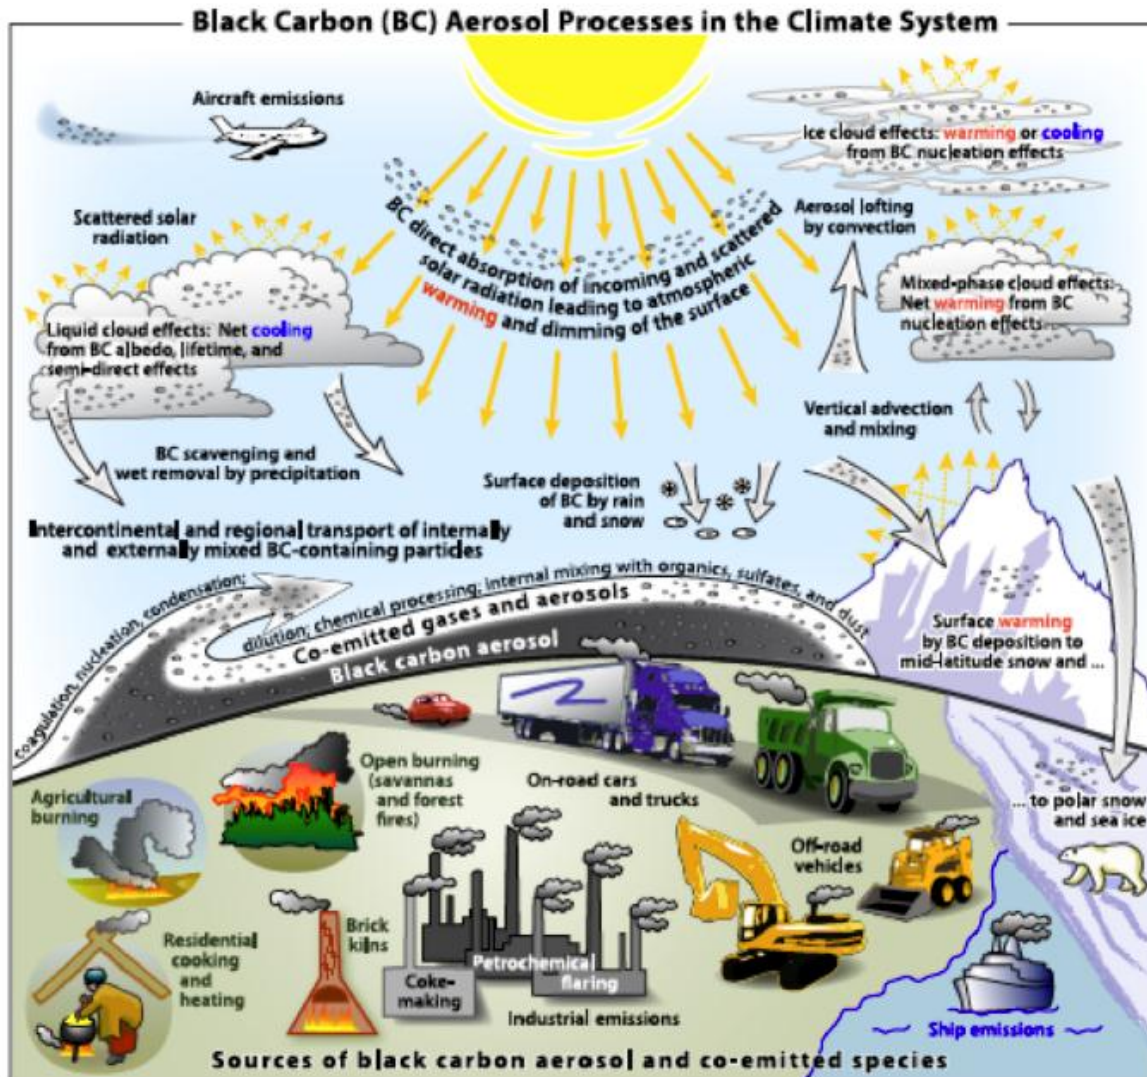 Black Carbon (BC) Aerosol Processes in the Climate System
Aircraft emissions
Ice cloud effects: warming or cooling
from BC nucleation effects
Scattered solar
radiation
BC direct absorption of incoming and scattered
solar radiation leading to atmospheric
warming and dimming of the surface
Aerosol lofting
by convection
Mixed-phase cloud effects:
Net warming from BC
nucleation effects
Liquid cloud effects: Net cooling
from BC albedo, lifetime, and
semi-direct effects
Vertical advection
and mixing
BC scavenging and
wet removal by precipitation
Surface deposition
of BC by rain
and snow
Intercontinental and regional transport of internally
and externally mixed BC-containing particles
Coagulation, nucleation, condensation;
dilution; chemical processing; internal mixing with organics, sulfates, and dust
Co-emitted gases and aerosols
Black carbon aerosol
Surface warming
by BC deposition to
mid-latitude snow and ...
... to polar snow
and sea ice
Agricultural
burning
Open burning
(savannas
and forest
fires)
On-road cars
and trucks
Off-road
vehicles
Residential
cooking
and
heating
Brick
kilns
Coke-
making
Petrochemical
flaring
Industrial emissions
Ship emissions
Sources of black carbon aerosol and co-emitted species